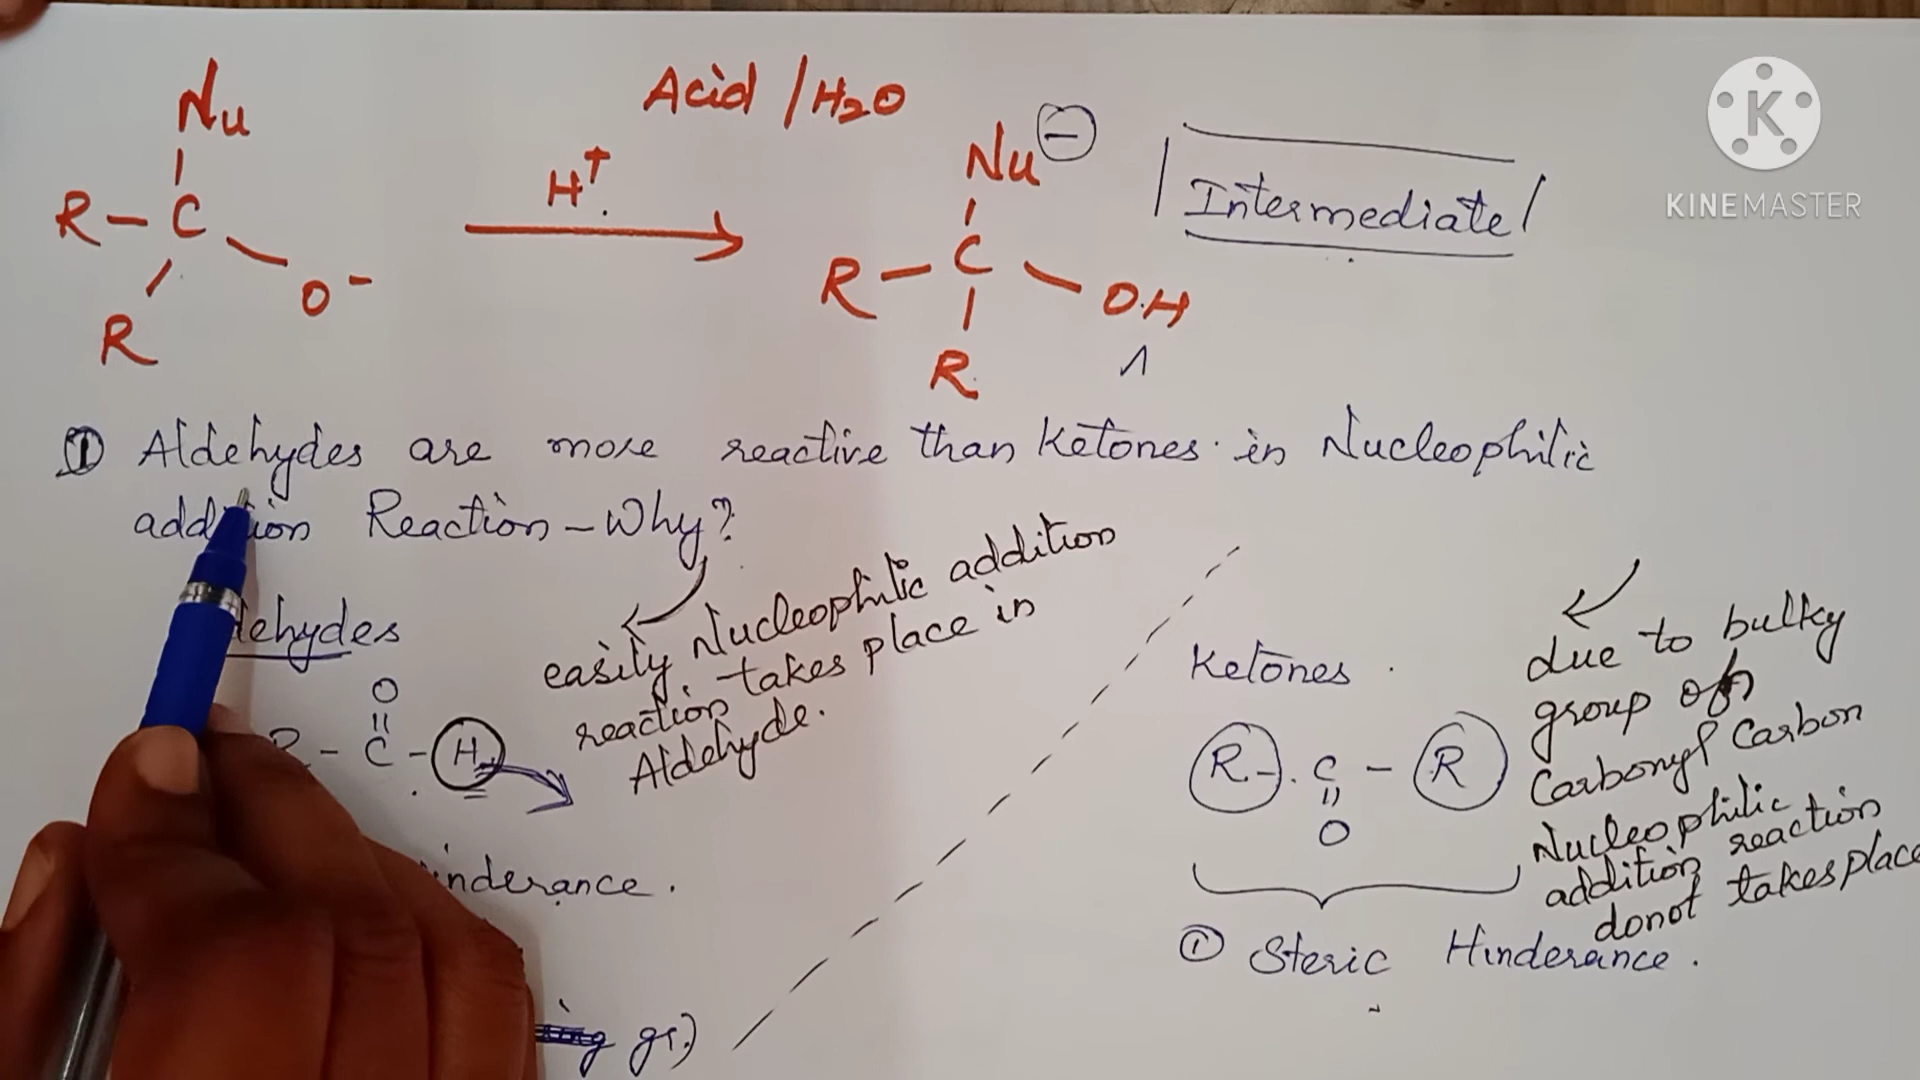 Nu
Acid / H2O
Nu -
H+
R - C
O-
R
R - C
OH
R
Intermediate
K
KINEMASTER
① Aldehydes are more reactive than Ketones in Nucleophilic
addition Reaction - Why?
dehydes
O
R - C - H
easily Nucleophilic addition
reaction takes place in
Aldehyde.
Ketones
R - C - R
O
due to bulky
group of
Carbonyl Carbon
Nucleophilic
addition reaction
donot takes place
inderance.
① Steric Hinderance.
gr.)